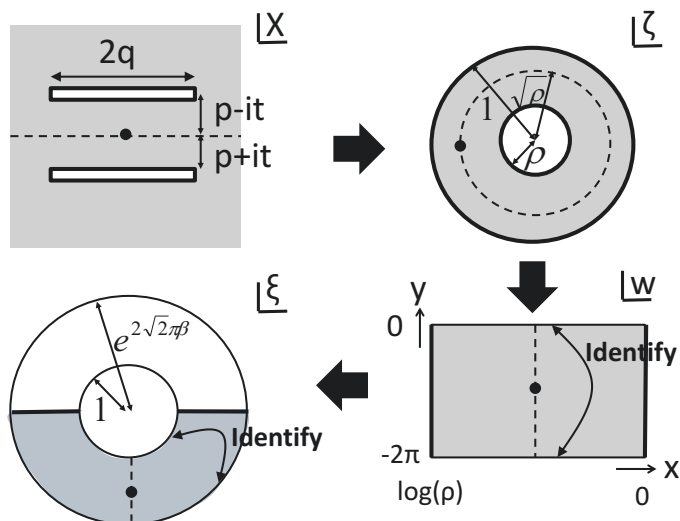 X
2q
p-it
p+it
ζ
1
√ρ
ρ
ξ
e^{2√2πβ}
1
Identify
w
y
0
Identify
-2π
log(ρ)
0
x